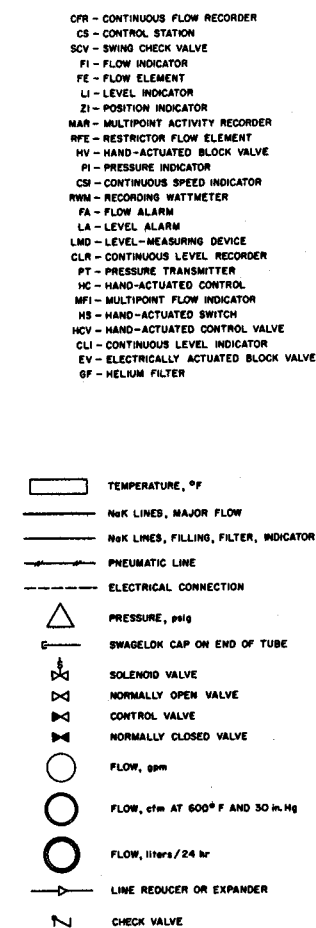 CFR – CONTINUOUS FLOW RECORDER
CS – CONTROL STATION
SCV – SWING CHECK VALVE
FI – FLOW INDICATOR
FE – FLOW ELEMENT
LI – LEVEL INDICATOR
ZI – POSITION INDICATOR
MAR – MULTIPOINT ACTIVITY RECORDER
RFE – RESTRICTOR FLOW ELEMENT
HV – HAND-ACTUATED BLOCK VALVE
PI – PRESSURE INDICATOR
CSI – CONTINUOUS SPEED INDICATOR
RWM – RECORDING WATTMETER
FA – FLOW ALARM
LA – LEVEL ALARM
LMD – LEVEL-MEASURING DEVICE
CLR – CONTINUOUS LEVEL RECORDER
PT – PRESSURE TRANSMITTER
HC – HAND-ACTUATED CONTROL
MFI – MULTIPOINT FLOW INDICATOR
HS – HAND-ACTUATED SWITCH
HCV – HAND-ACTUATED CONTROL VALVE
CLI – CONTINUOUS LEVEL INDICATOR
EV – ELECTRICALLY ACTUATED BLOCK VALVE
GF – HELIUM FILTER
TEMPERATURE, °F
NaK LINES, MAJOR FLOW
NaK LINES, FILLING, FILTER, INDICATOR
PNEUMATIC LINE
ELECTRICAL CONNECTION
PRESSURE, psig
SWAGELOK CAP ON END OF TUBE
S
SOLENOID VALVE
NORMALLY OPEN VALVE
CONTROL VALVE
NORMALLY CLOSED VALVE
FLOW, gpm
FLOW, cfm AT 600° F AND 30 in. Hg
FLOW, liters/24 hr
LINE REDUCER OR EXPANDER
CHECK VALVE